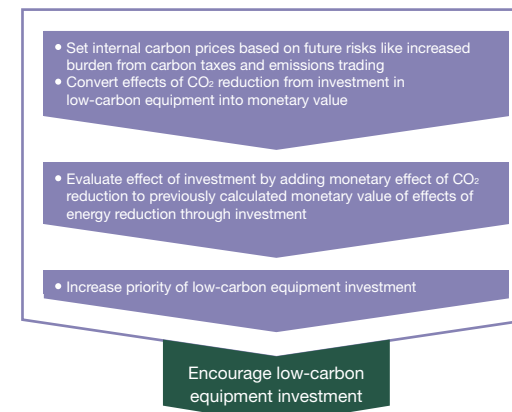 • Set internal carbon prices based on future risks like increased
burden from carbon taxes and emissions trading
• Convert effects of CO₂ reduction from investment in
low-carbon equipment into monetary value
• Evaluate effect of investment by adding monetary effect of CO₂
reduction to previously calculated monetary value of effects of
energy reduction through investment
• Increase priority of low-carbon equipment investment
Encourage low-carbon
equipment investment